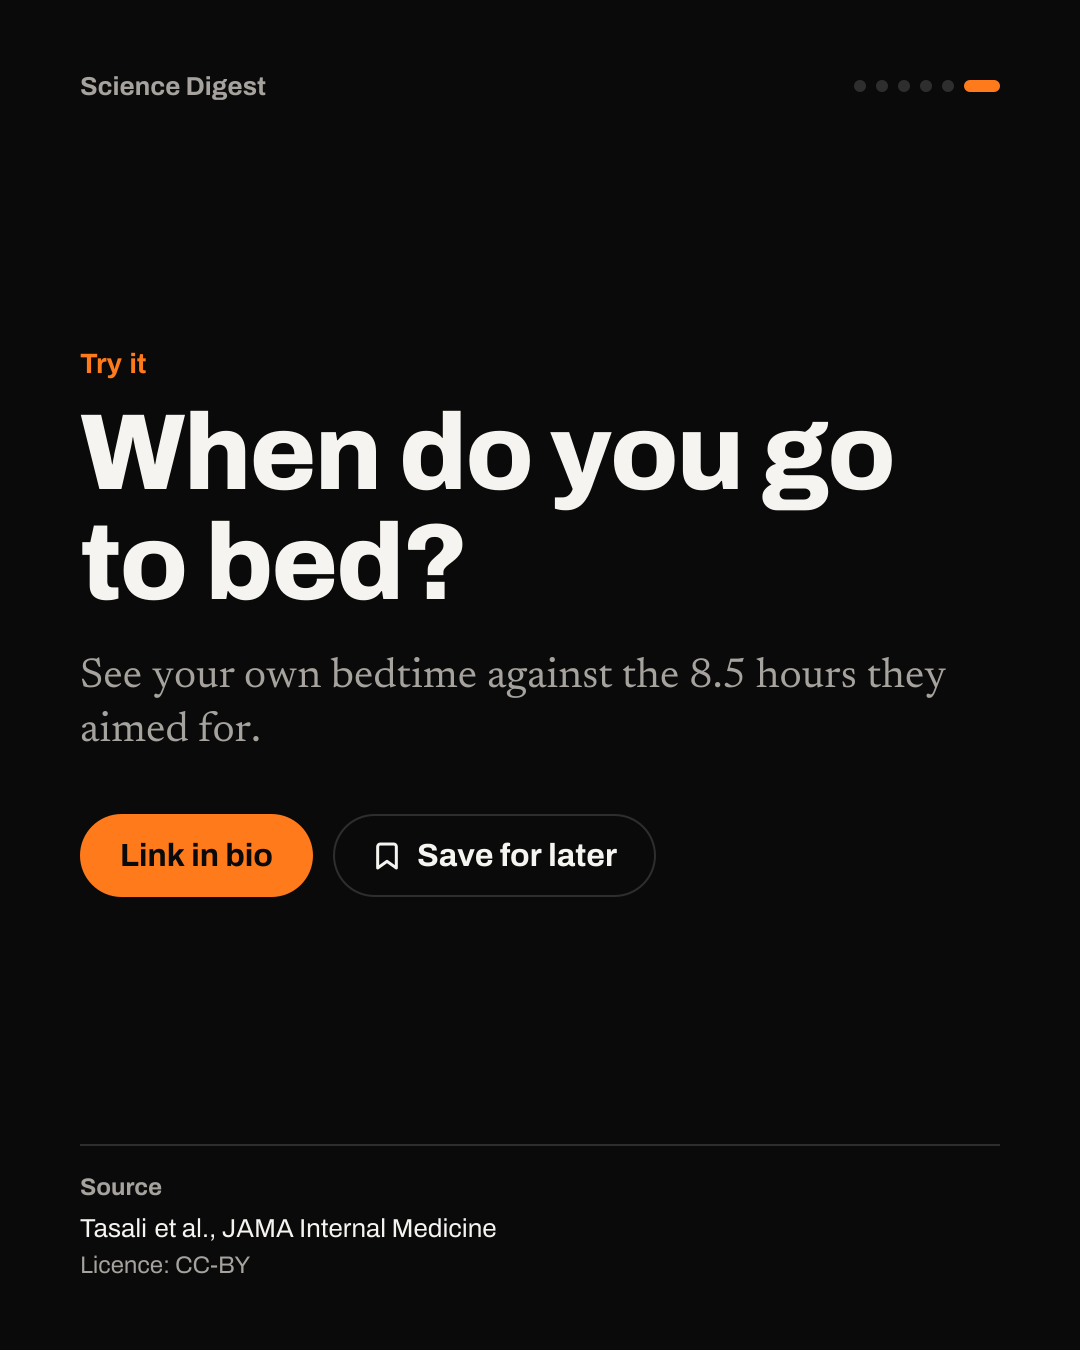 Science Digest
Try it
When do you go
to bed?
See your own bedtime against the 8.5 hours they
aimed for.
Link in bio
Save for later
Source
Tasali et al., JAMA Internal Medicine
Licence: CC-BY